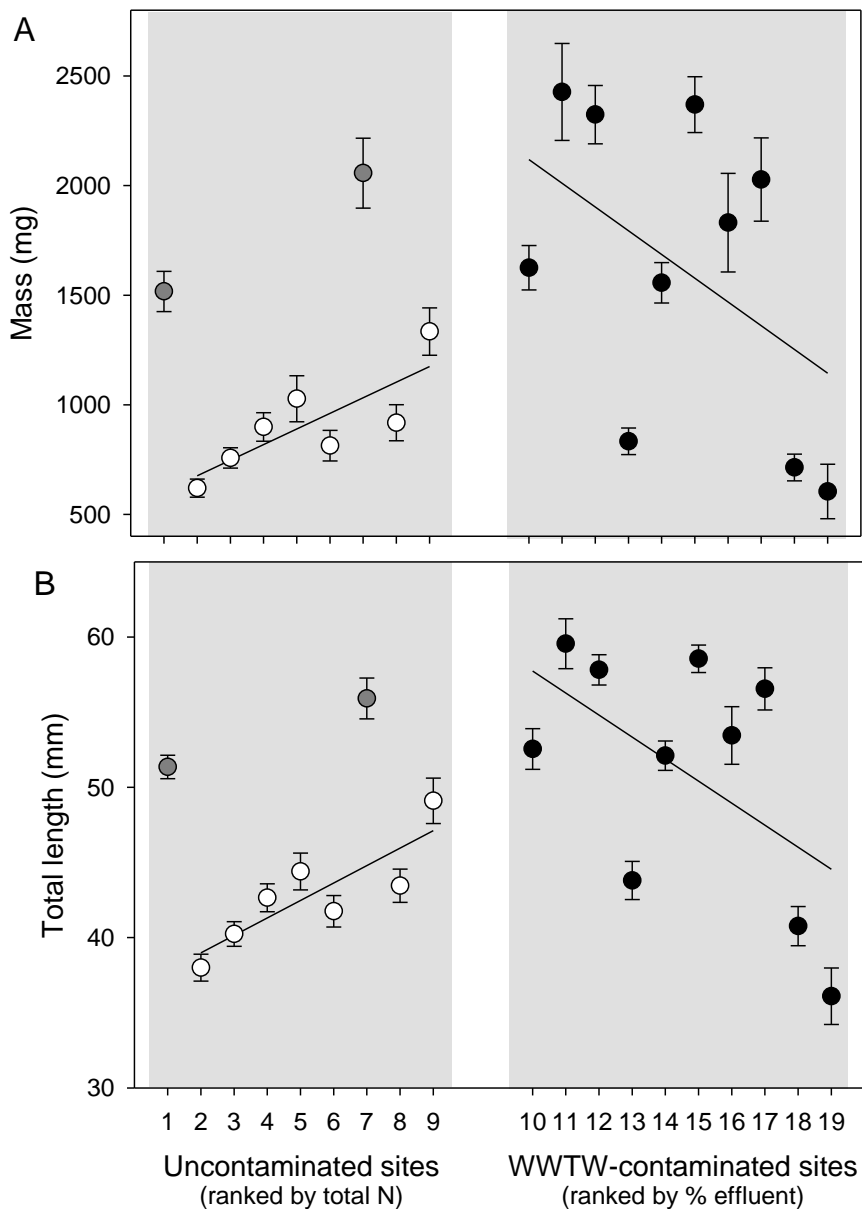 A
Mass (mg)
2500
2000
1500
1000
500
B
Total length (mm)
60
50
40
30
1 2 3 4 5 6 7 8 9 10 11 12 13 14 15 16 17 18 19
Uncontaminated sites WWTW-contaminated sites
(ranked by total N) (ranked by % effluent)